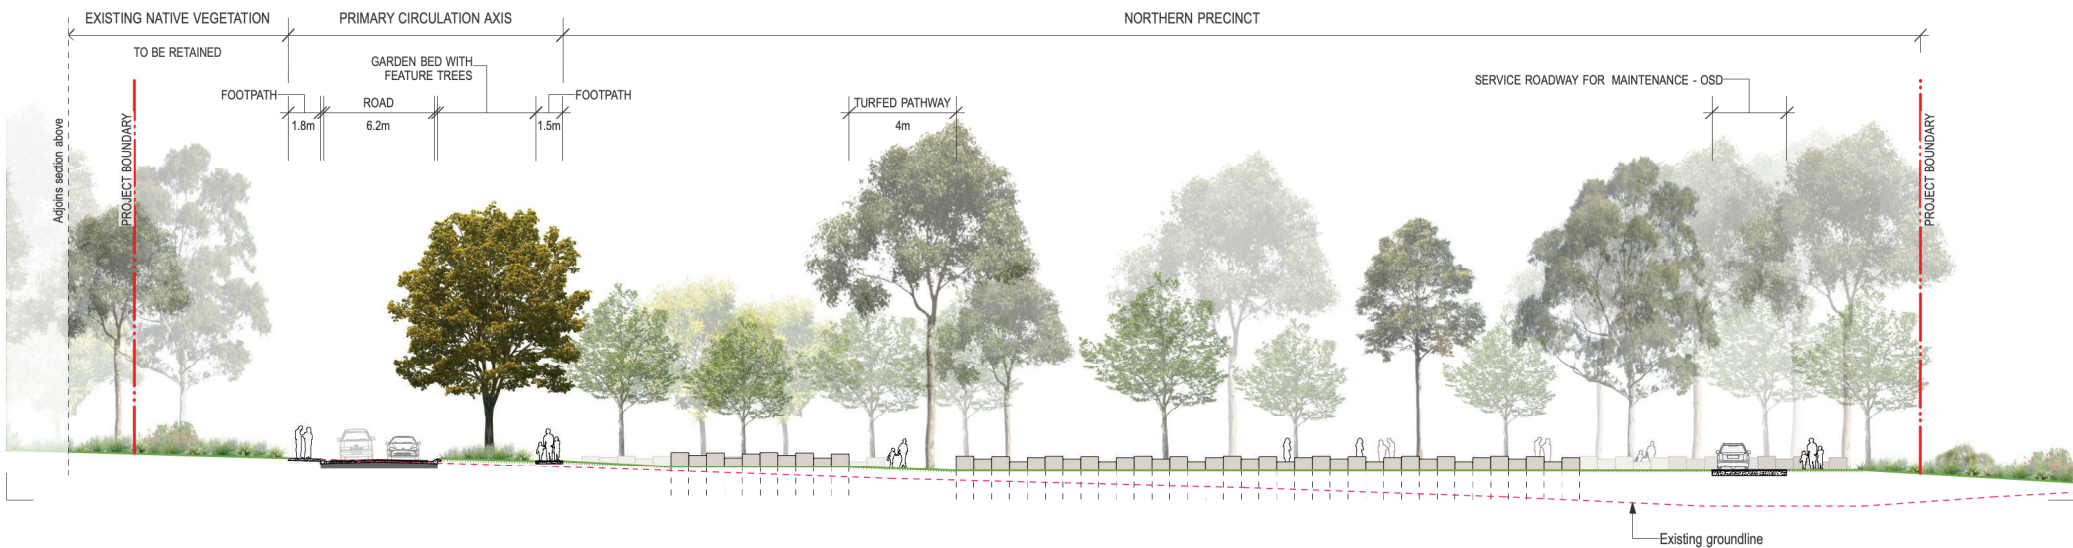 EXISTING NATIVE VEGETATION
PRIMARY CIRCULATION AXIS
NORTHERN PRECINCT
TO BE RETAINED
GARDEN BED WITH
FEATURE TREES
SERVICE ROADWAY FOR MAINTENANCE - OSD
FOOTPATH
ROAD
FOOTPATH
TURFED PATHWAY
1.8m
6.2m
1.5m
4m
Adjoins section above
PROJECT BOUNDARY
PROJECT BOUNDARY
Existing groundline